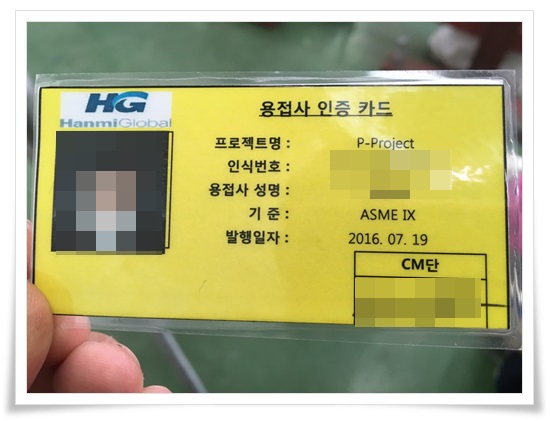 HG
HanmiGlobal
용접사 인증 카드
프로젝트명 : P-Project
인식번호 :
용접사 성명 :
기 준 : ASME IX
발행일자 : 2016. 07. 19
CM단